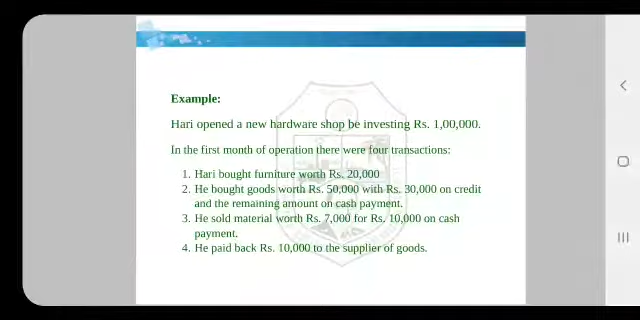 Example:
Hari opened a new hardware shop be investing Rs. 1,00,000.
In the first month of operation there were four transactions:
1. Hari bought furniture worth Rs. 20,000
2. He bought goods worth Rs. 50,000 with Rs. 30,000 on credit
and the remaining amount on cash payment.
3. He sold material worth Rs. 7,000 for Rs. 10,000 on cash
payment.
4. He paid back Rs. 10,000 to the supplier of goods.